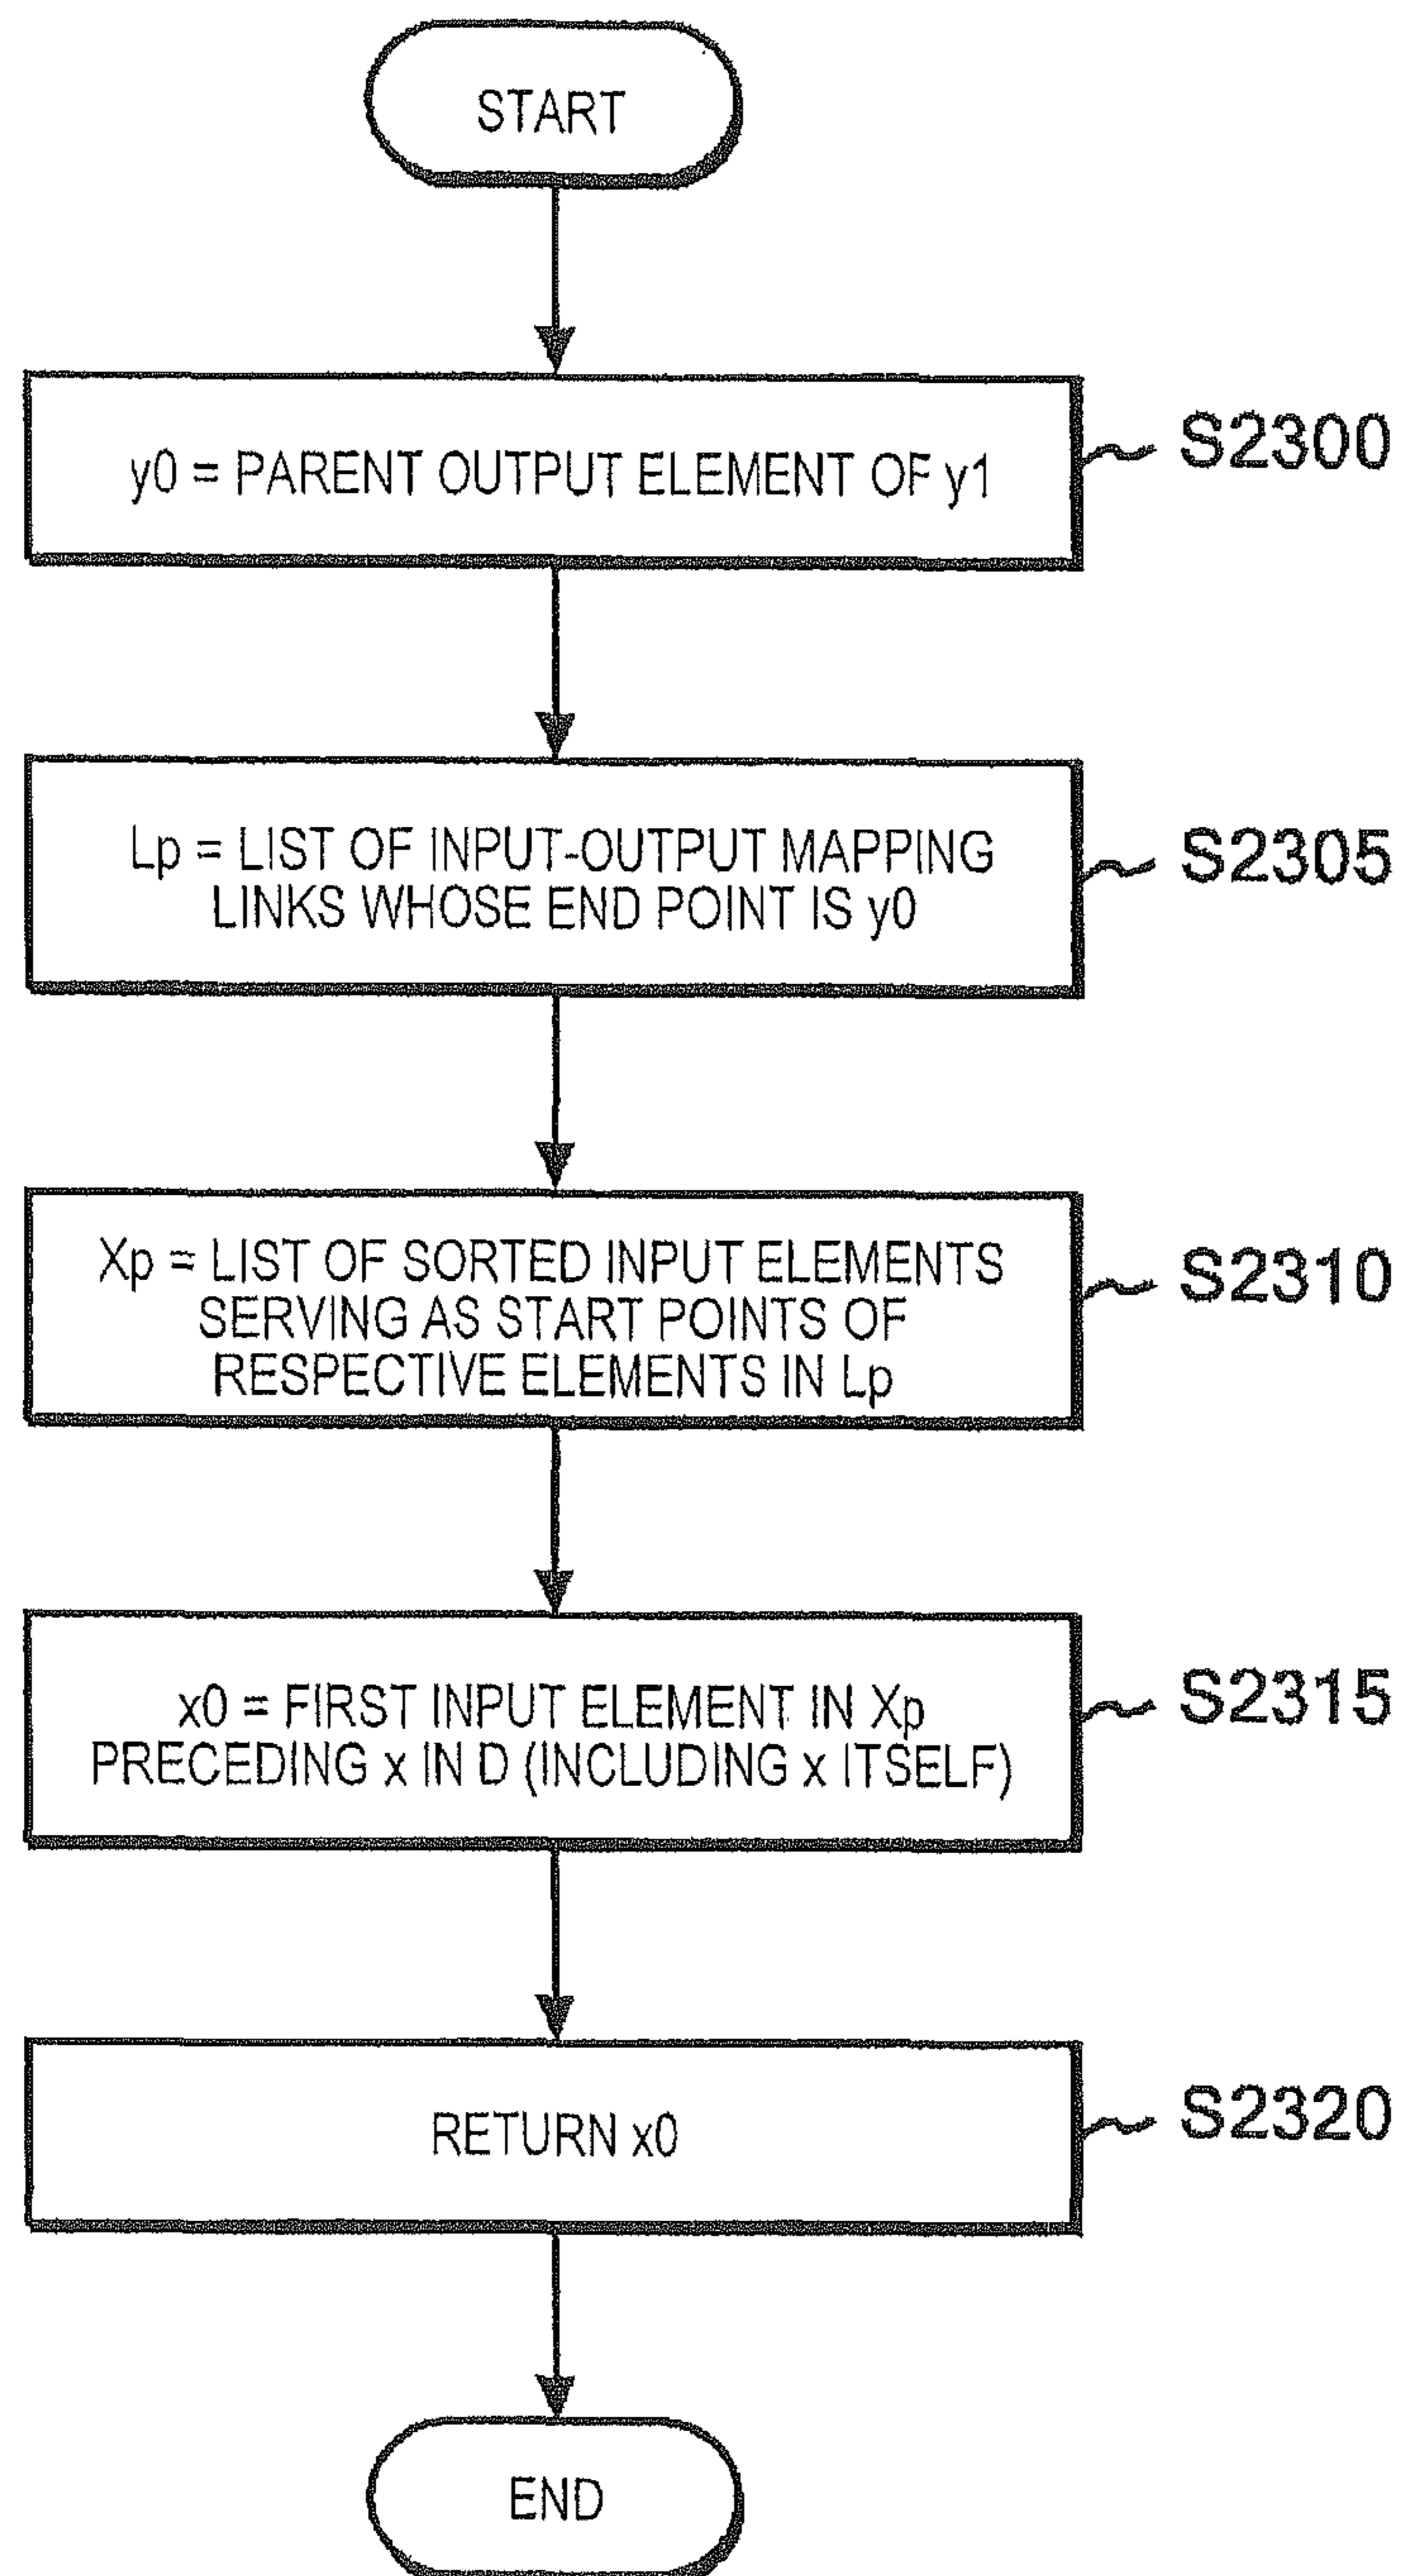 START
y0 = PARENT OUTPUT ELEMENT OF y1
S2300
Lp = LIST OF INPUT-OUTPUT MAPPING
LINKS WHOSE END POINT IS y0
S2305
Xp = LIST OF SORTED INPUT ELEMENTS
SERVING AS START POINTS OF
RESPECTIVE ELEMENTS IN Lp
S2310
x0 = FIRST INPUT ELEMENT IN Xp
PRECEDING x IN D (INCLUDING x ITSELF)
S2315
RETURN x0
S2320
END